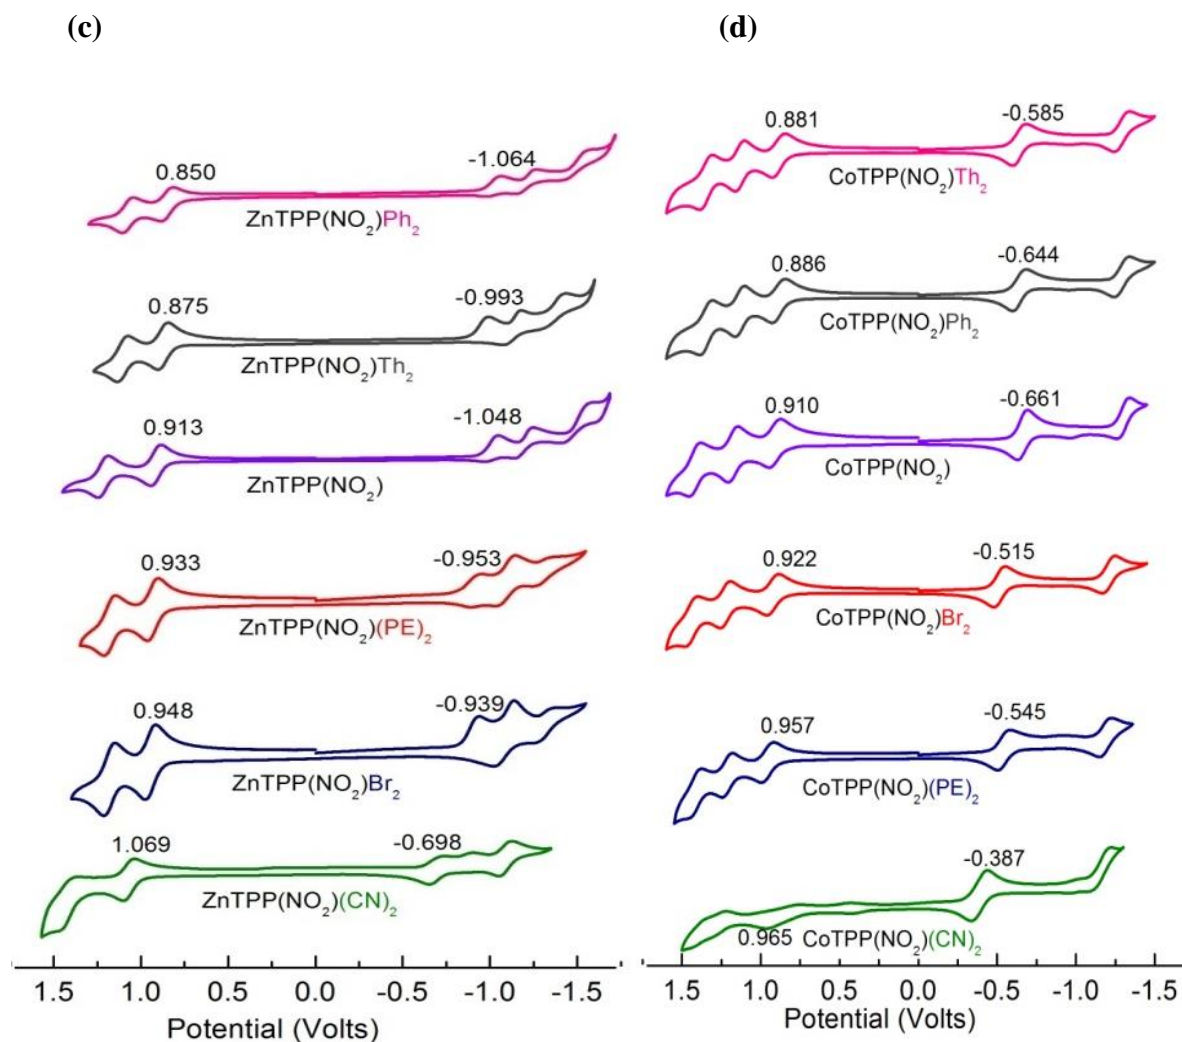 (c)
0.850
-1.064
ZnTPP(NO₂)Ph₂
0.875
-0.993
ZnTPP(NO₂)Th₂
0.913
-1.048
ZnTPP(NO₂)
0.933
-0.953
ZnTPP(NO₂)(PE)₂
0.948
-0.939
ZnTPP(NO₂)Br₂
1.069
-0.698
ZnTPP(NO₂)(CN)₂
1.5 1.0 0.5 0.0 -0.5 -1.0 -1.5
Potential (Volts)
(d)
0.881
-0.585
CoTPP(NO₂)Th₂
0.886
-0.644
CoTPP(NO₂)Ph₂
0.910
-0.661
CoTPP(NO₂)
0.922
-0.515
CoTPP(NO₂)Br₂
0.957
-0.545
CoTPP(NO₂)(PE)₂
-0.387
0.965 CoTPP(NO₂)(CN)₂
1.5 1.0 0.5 0.0 -0.5 -1.0 -1.5
Potential (Volts)